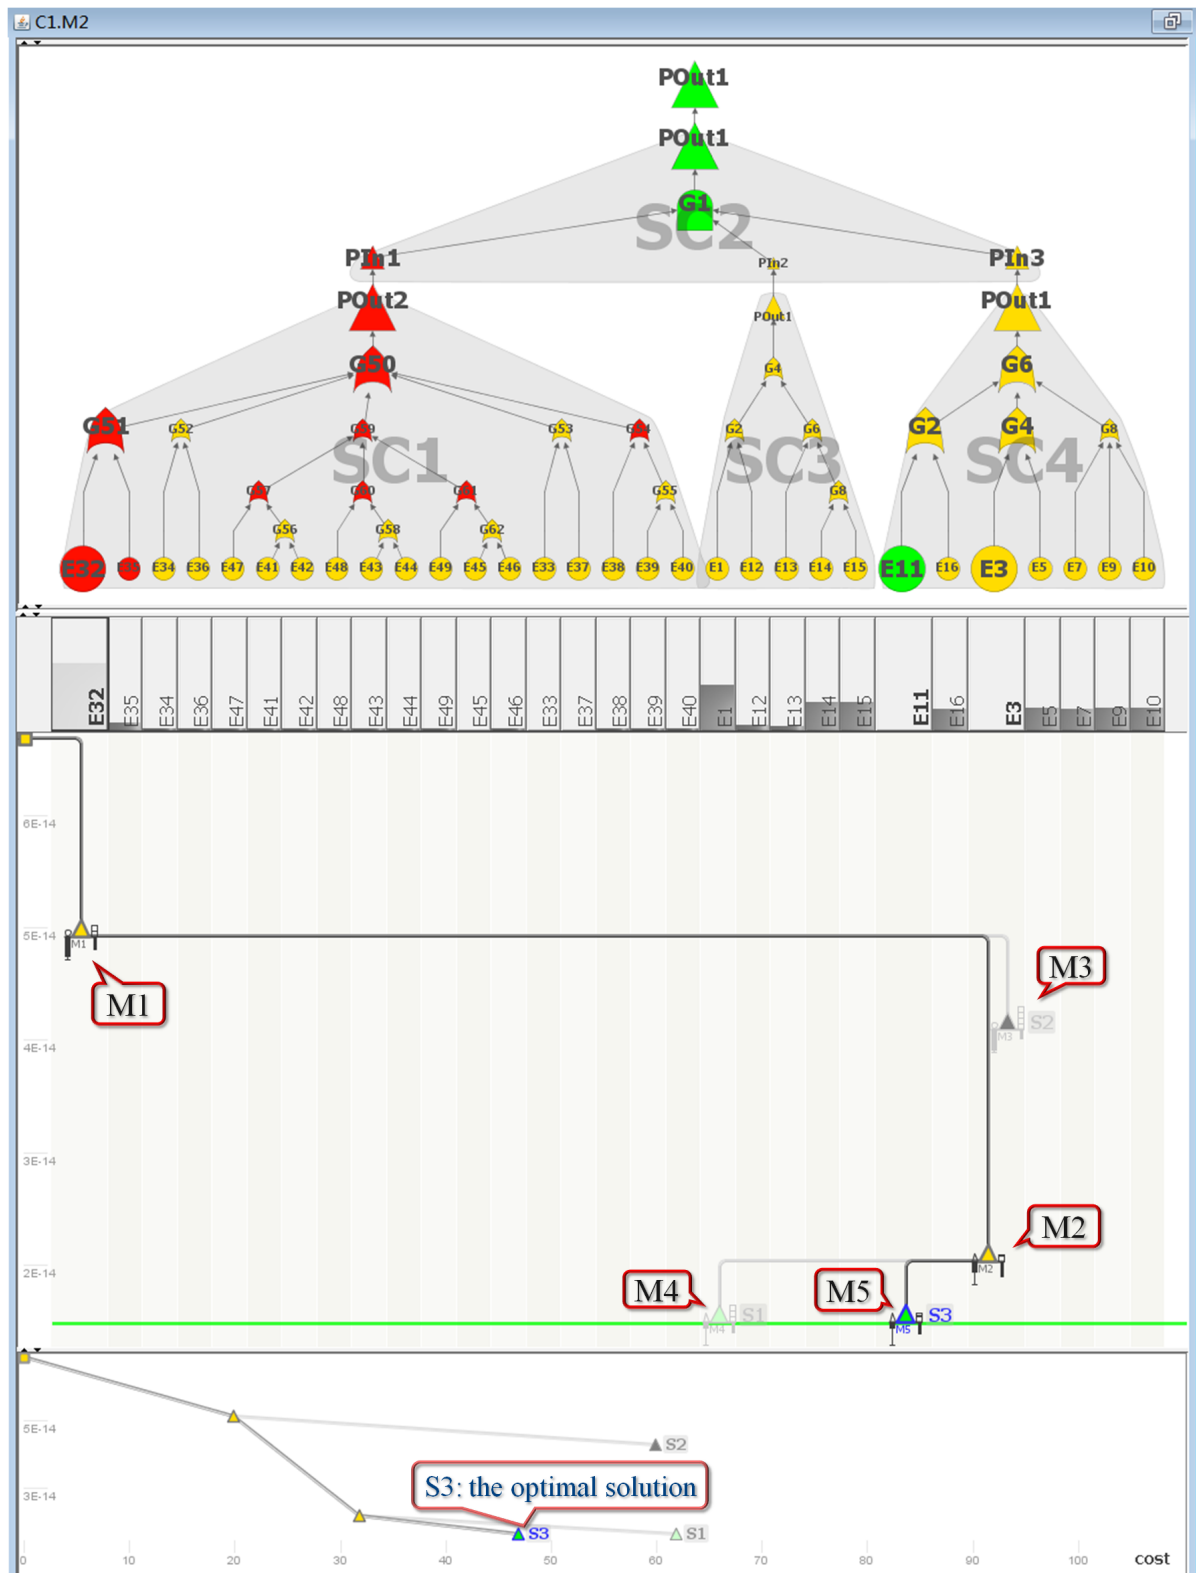 C1.M2
POut1
POut1
G1
SC2
PIn1 PIn2 PIn3
POut2 POut1 POut1
G50 G4 G6
G51 G52 G59 G53 G54 G2 G6 G2 G4 G8
SC1 SC3 SC4
G57 G60 G61 G55 G8
G56 G58 G62
E32 E35 E34 E36 E47 E41 E42 E48 E43 E44 E49 E45 E46 E33 E37 E38 E39 E40 E1 E12 E13 E14 E15 E11 E16 E3 E5 E7 E9 E10
E32 E35 E34 E36 E47 E41 E42 E48 E43 E44 E49 E45 E46 E33 E37 E38 E39 E40 E1 E12 E13 E14 E15 E11 E16 E3 E5 E7 E9 E10
6E-14
5E-14
M1
M1
M3
S2
M3
4E-14
3E-14
M2
2E-14
M2
M4 M5
S1 S3
M4 M5
5E-14
S2
3E-14
S3: the optimal solution
S3 S1
0 10 20 30 40 50 60 70 80 90 100 cost